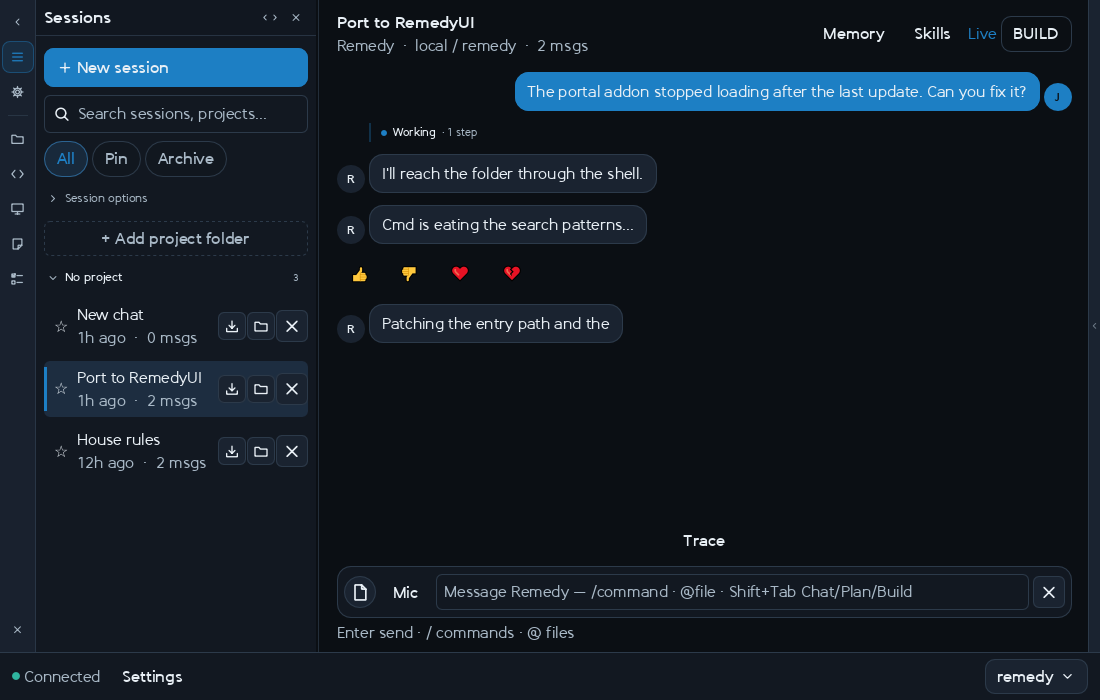 Sessions
+ New session
Search sessions, projects...
All
Pin
Archive
Session options
+ Add project folder
No project
3
New chat
1h ago · 0 msgs
Port to RemedyUI
1h ago · 2 msgs
House rules
12h ago · 2 msgs
Port to RemedyUI
Remedy · local / remedy · 2 msgs
Memory
Skills
Live
BUILD
The portal addon stopped loading after the last update. Can you fix it?
J
Working · 1 step
R
I'll reach the folder through the shell.
R
Cmd is eating the search patterns...
R
Patching the entry path and the
Trace
Mic
Message Remedy — /command · @file · Shift+Tab Chat/Plan/Build
Enter send · / commands · @ files
Connected
Settings
remedy